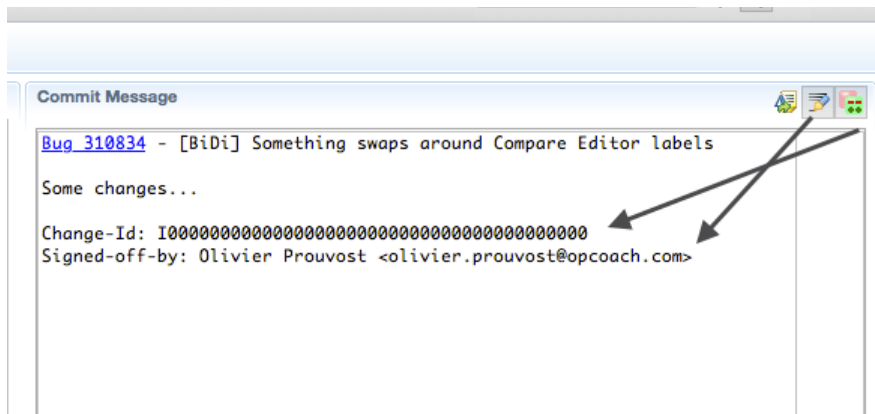 Commit Message
Bug 310834 - [BiDi] Something swaps around Compare Editor labels
Some changes...
Change-Id: I0000000000000000000000000000000000000000
Signed-off-by: Olivier Prouvost <olivier.prouvost@opcoach.com>